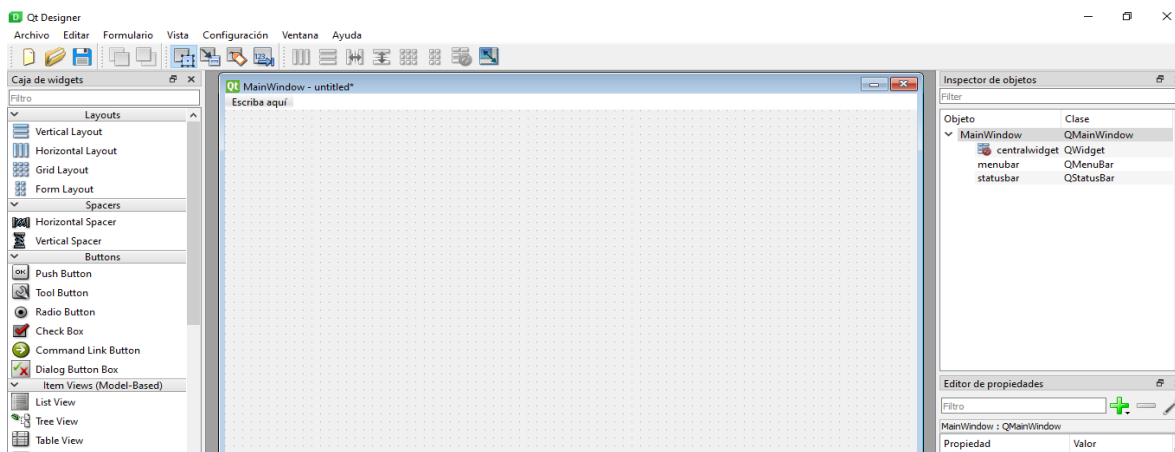 Qt Designer
Archivo Editar Formulario Vista Configuración Ventana Ayuda
Caja de widgets
Filtro
Layouts
Vertical Layout
Horizontal Layout
Grid Layout
Form Layout
Spacers
Horizontal Spacer
Vertical Spacer
Buttons
OK Push Button
Tool Button
Radio Button
Check Box
Command Link Button
Dialog Button Box
Item Views (Model-Based)
List View
Tree View
Table View
Qt MainWindow - untitled*
Escriba aquí
Inspector de objetos
Filter
Objeto Clase
MainWindow QMainWindow
centralwidget QWidget
menubar QMenuBar
statusbar QStatusBar
Editor de propiedades
Filtro
MainWindow : QMainWindow
Propiedad Valor